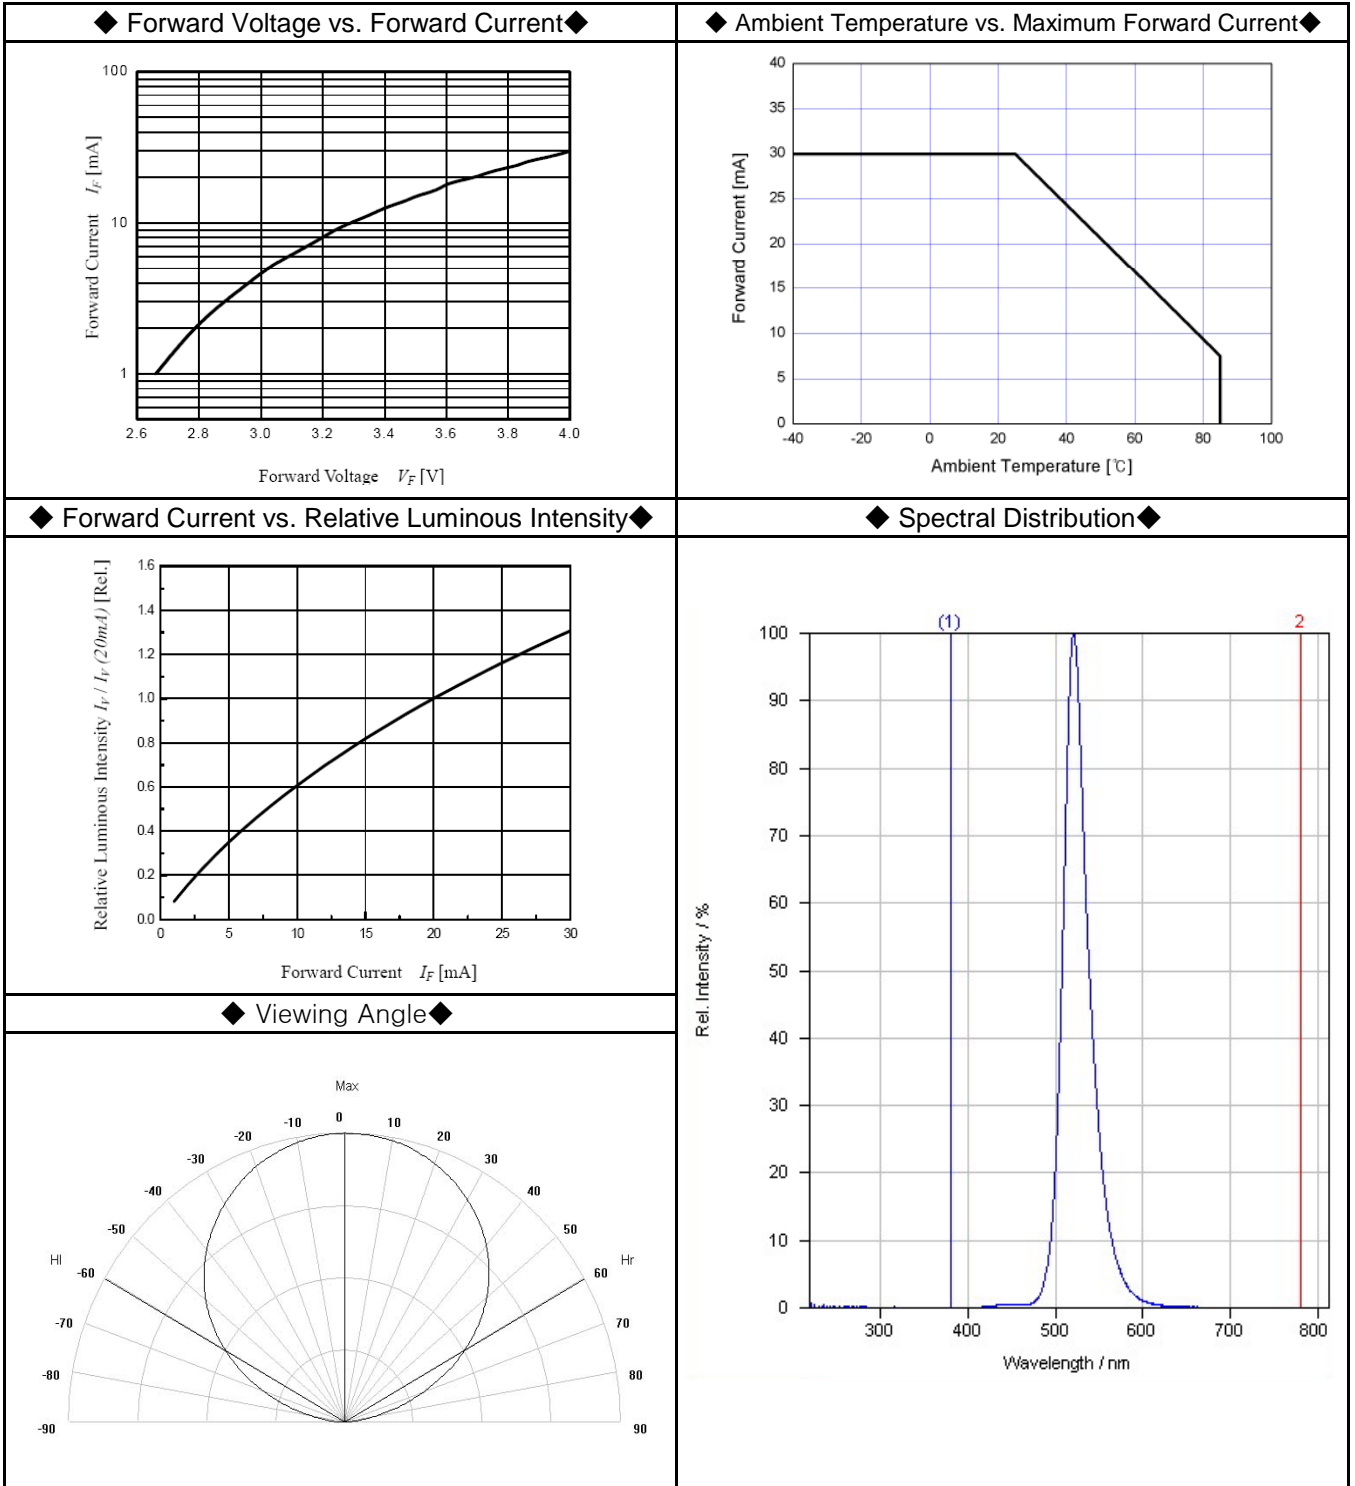 ◆ Forward Voltage vs. Forward Current◆
100
10
1
Forward Current IF [mA]
2.6 2.8 3.0 3.2 3.4 3.6 3.8 4.0
Forward Voltage VF [V]
◆ Ambient Temperature vs. Maximum Forward Current◆
40
35
30
25
20
15
10
5
0
Forward Current [mA]
-40 -20 0 20 40 60 80 100
Ambient Temperature [℃]
◆ Forward Current vs. Relative Luminous Intensity◆
1.6
1.4
1.2
1.0
0.8
0.6
0.4
0.2
0.0
Relative Luminous Intensity IV / IV (20mA) [Rel.]
0 5 10 15 20 25 30
Forward Current IF [mA]
◆ Spectral Distribution◆
(1) 2
100
90
80
70
60
50
40
30
20
10
0
Rel. Intensity / %
300 400 500 600 700 800
Wavelength / nm
◆ Viewing Angle◆
Max
0
-10 10
-20 20
-30 30
-40 40
-50 50
Hl Hr
-60 60
-70 70
-80 80
-90 90